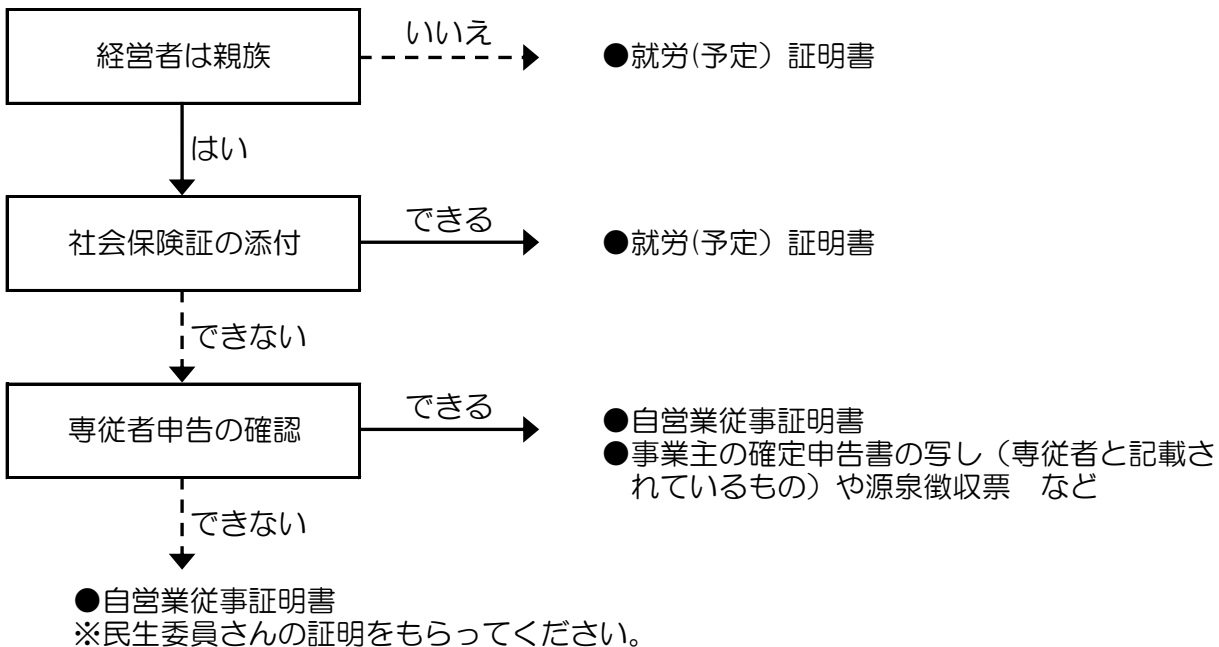 経営者は親族
いいえ
●就労(予定）証明書
はい
社会保険証の添付
できる
●就労(予定）証明書
できない
専従者申告の確認
できる
●自営業従事証明書
●事業主の確定申告書の写し（専従者と記載さ
れているもの）や源泉徴収票　など
できない
●自営業従事証明書
※民生委員さんの証明をもらってください。